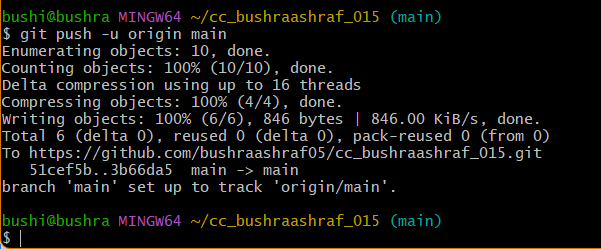 bushi@bushra MINGW64 ~/cc_bushraashraf_015 (main)
$ git push -u origin main
Enumerating objects: 10, done.
Counting objects: 100% (10/10), done.
Delta compression using up to 16 threads
Compressing objects: 100% (4/4), done.
Writing objects: 100% (6/6), 846 bytes | 846.00 KiB/s, done.
Total 6 (delta 0), reused 0 (delta 0), pack-reused 0 (from 0)
To https://github.com/bushraashraf05/cc_bushraashraf_015.git
   51cef5b..3b66da5  main -> main
branch 'main' set up to track 'origin/main'.
bushi@bushra MINGW64 ~/cc_bushraashraf_015 (main)
$